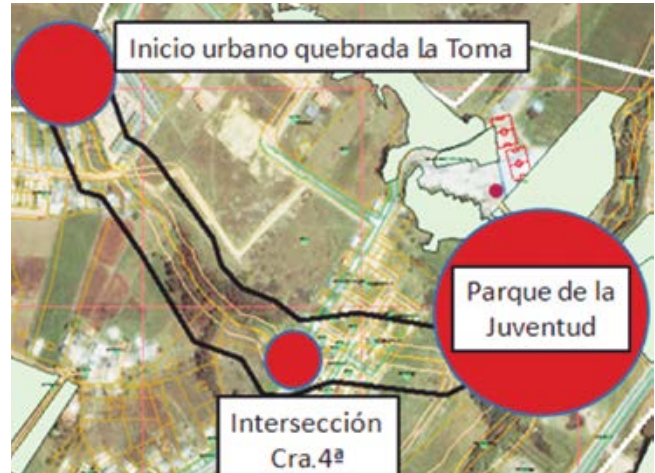 Inicio urbano quebrada la Toma
Parque de la
Juventud
Intersección
Cra.4ª